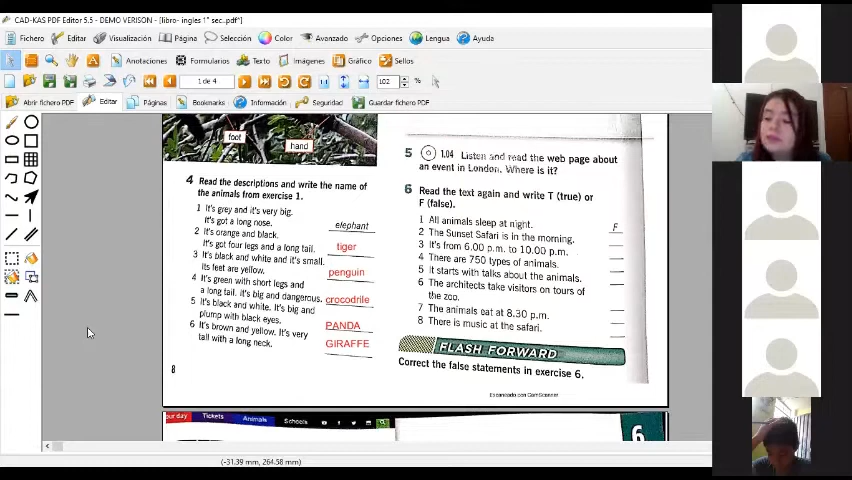 CAD-KAS PDF Editor 5.5 - DEMO VERISON - [libro- ingles 1° sec..pdf*]
Fichero Editar Visualización Página Selección Color Avanzado Opciones Lengua Ayuda
Anotaciones Formularios Texto Imágenes Gráfico Sellos
1 de 4 102 %
Abrir fichero PDF Editar Páginas Bookmarks Información Seguridad Guardar fichero PDF
foot
hand
4 Read the descriptions and write the name of
the animals from exercise 1.
1 It's grey and it's very big.
It's got a long nose. elephant
2 It's orange and black.
It's got four legs and a long tail. tiger
3 It's black and white and it's small.
Its feet are yellow. penguin
4 It's green with short legs and
a long tail. It's big and dangerous. crocodrile
5 It's black and white. It's big and
plump with black eyes. PANDA
6 It's brown and yellow. It's very
tall with a long neck. GIRAFFE
8
5 1.04 Listen and read the web page about
an event in London. Where is it?
6 Read the text again and write T (true) or
F (false).
1 All animals sleep at night. F
2 The Sunset Safari is in the morning.
3 It's from 6.00 p.m. to 10.00 p.m.
4 There are 750 types of animals.
5 It starts with talks about the animals.
6 The architects take visitors on tours of
the zoo.
7 The animals eat at 8.30 p.m.
8 There is music at the safari.
FLASH FORWARD
Correct the false statements in exercise 6.
Escaneado con CamScanner
our day Tickets Animals Schools
6
(-31.39 mm, 264.58 mm)